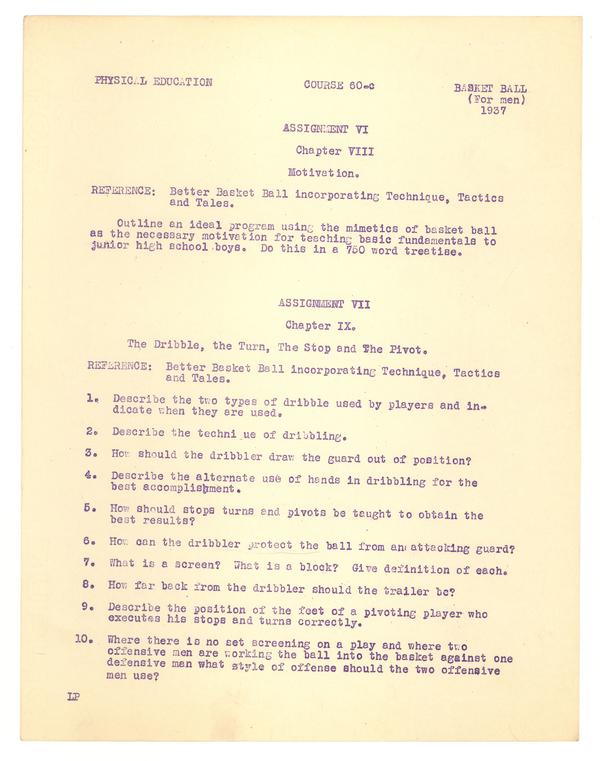 PHYSICAL EDUCATION COURSE 60-c BASKET BALL
(For men)
1937
ASSIGNMENT VI
Chapter VIII
Motivation.
REFERENCE: Better Basket Ball incorporating Technique, Tactics
and Tales.
Outline an ideal program using the mimetics of basket ball
as the necessary motivation for teaching basic fundamentals to
junior high school boys. Do this in a 750 word treatise.
ASSIGNMENT VII
Chapter IX.
The Dribble, the Turn, The Stop and The Pivot.
REFERENCE: Better Basket Ball incorporating Technique, Tactics
and Tales.
1. Describe the two types of dribble used by players and in-
dicate when they are used.
2. Describe the techni ue of dribbling.
3. How should the dribbler draw the guard out of position?
4. Describe the alternate use of hands in dribbling for the
best accomplishment.
5. How should stops turns and pivots be taught to obtain the
best results?
6. How can the dribbler protect the ball from an attacking guard?
7. What is a screen? What is a block? Give definition of each.
8. How far back from the dribbler should the trailer be?
9. Describe the position of the feet of a pivoting player who
executes his stops and turns correctly.
10. Where there is no set screening on a play and where two
offensive men are working the ball into the basket against one
defensive man what style of offense should the two offensive
men use?
LP